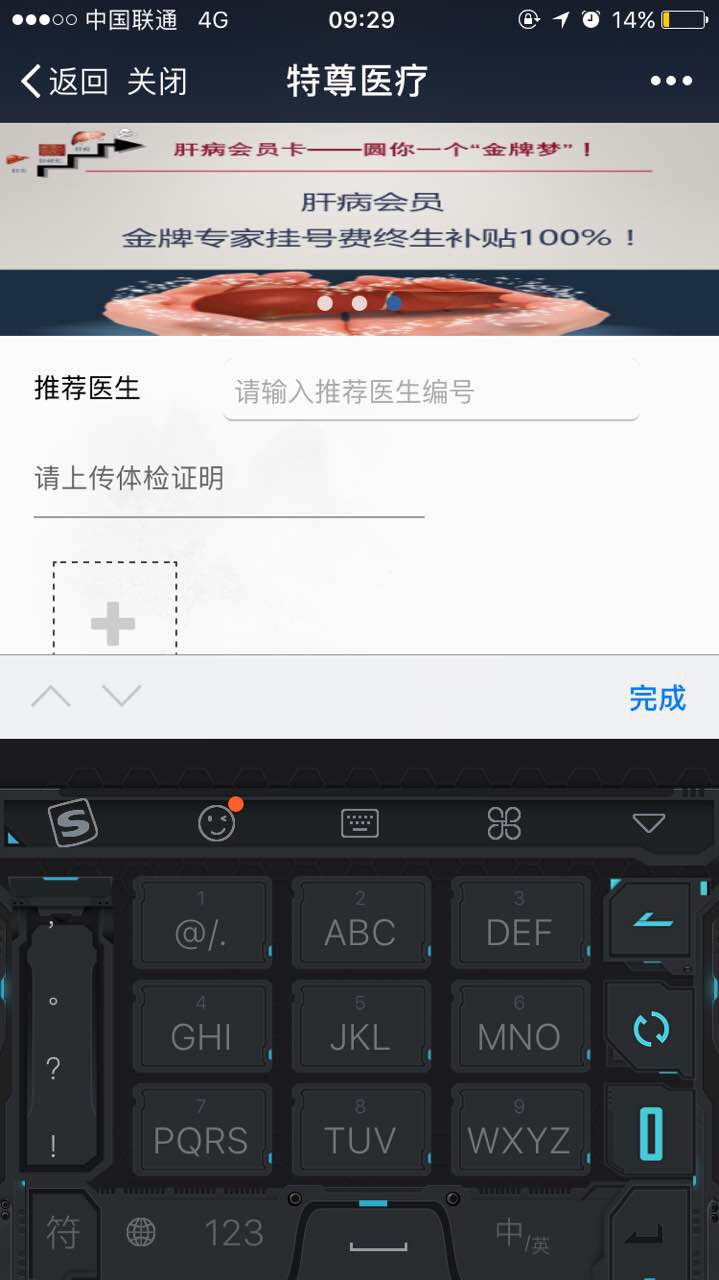 中国联通 4G 09:29 14%
返回 关闭 特尊医疗
肝病会员卡——圆你一个“金牌梦”！
肝病会员
金牌专家挂号费终生补贴100%！
推荐医生 请输入推荐医生编号
请上传体检证明
完成
S
1 2 3
@/. ABC DEF
，
4 5 6
GHI JKL MNO
。
？
7 8 9
PQRS TUV WXYZ
！
符 123 中/英